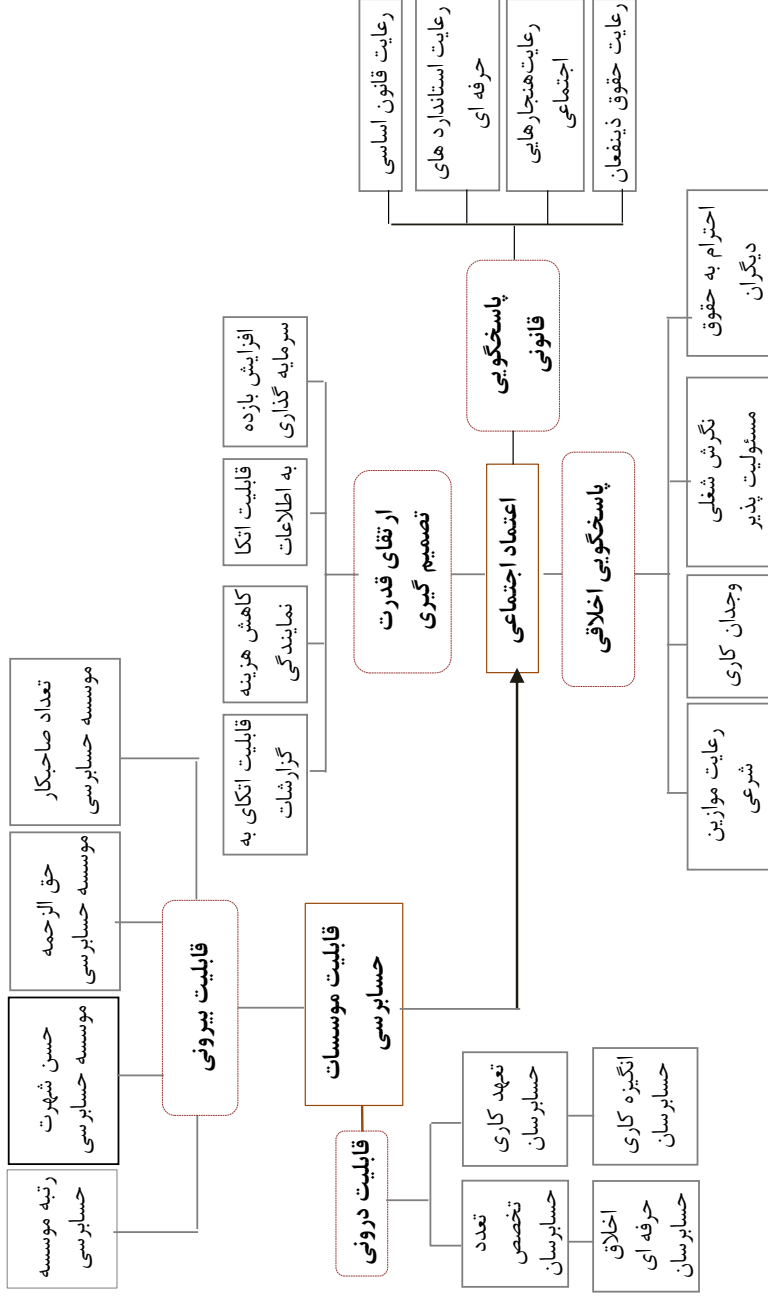 رتبه موسسه
حسابرسی
حسن شهرت
موسسه حسابرسی
حق الزحمه
موسسه حسابرسی
تعداد صاحبکار
موسسه حسابرسی
قابلیت بیرونی
قابلیت موسسات
حسابرسی
قابلیت درونی
تعدد
تخصص
حسابرسان
تعهد کاری
حسابرسان
اخلاق
حرفه ای
حسابرسان
انگیزه کاری
حسابرسان
قابلیت اتکای به
گزارشات
کاهش هزینه
نمایندگی
قابلیت اتکا
به اطلاعات
افزایش بازده
سرمایه گذاری
ارتقای قدرت
تصمیم گیری
اعتماد اجتماعی
پاسخگویی
قانونی
رعایت قانون اساسی
رعایت استاندارد های
حرفه ای
رعایت‌هنجارهایی
اجتماعی
رعایت حقوق ذینفعان
پاسخگویی اخلاقی
رعایت موازین
شرعی
وجدان کاری
نگرش شغلی
مسئولیت پذیر
احترام به حقوق
دیگران